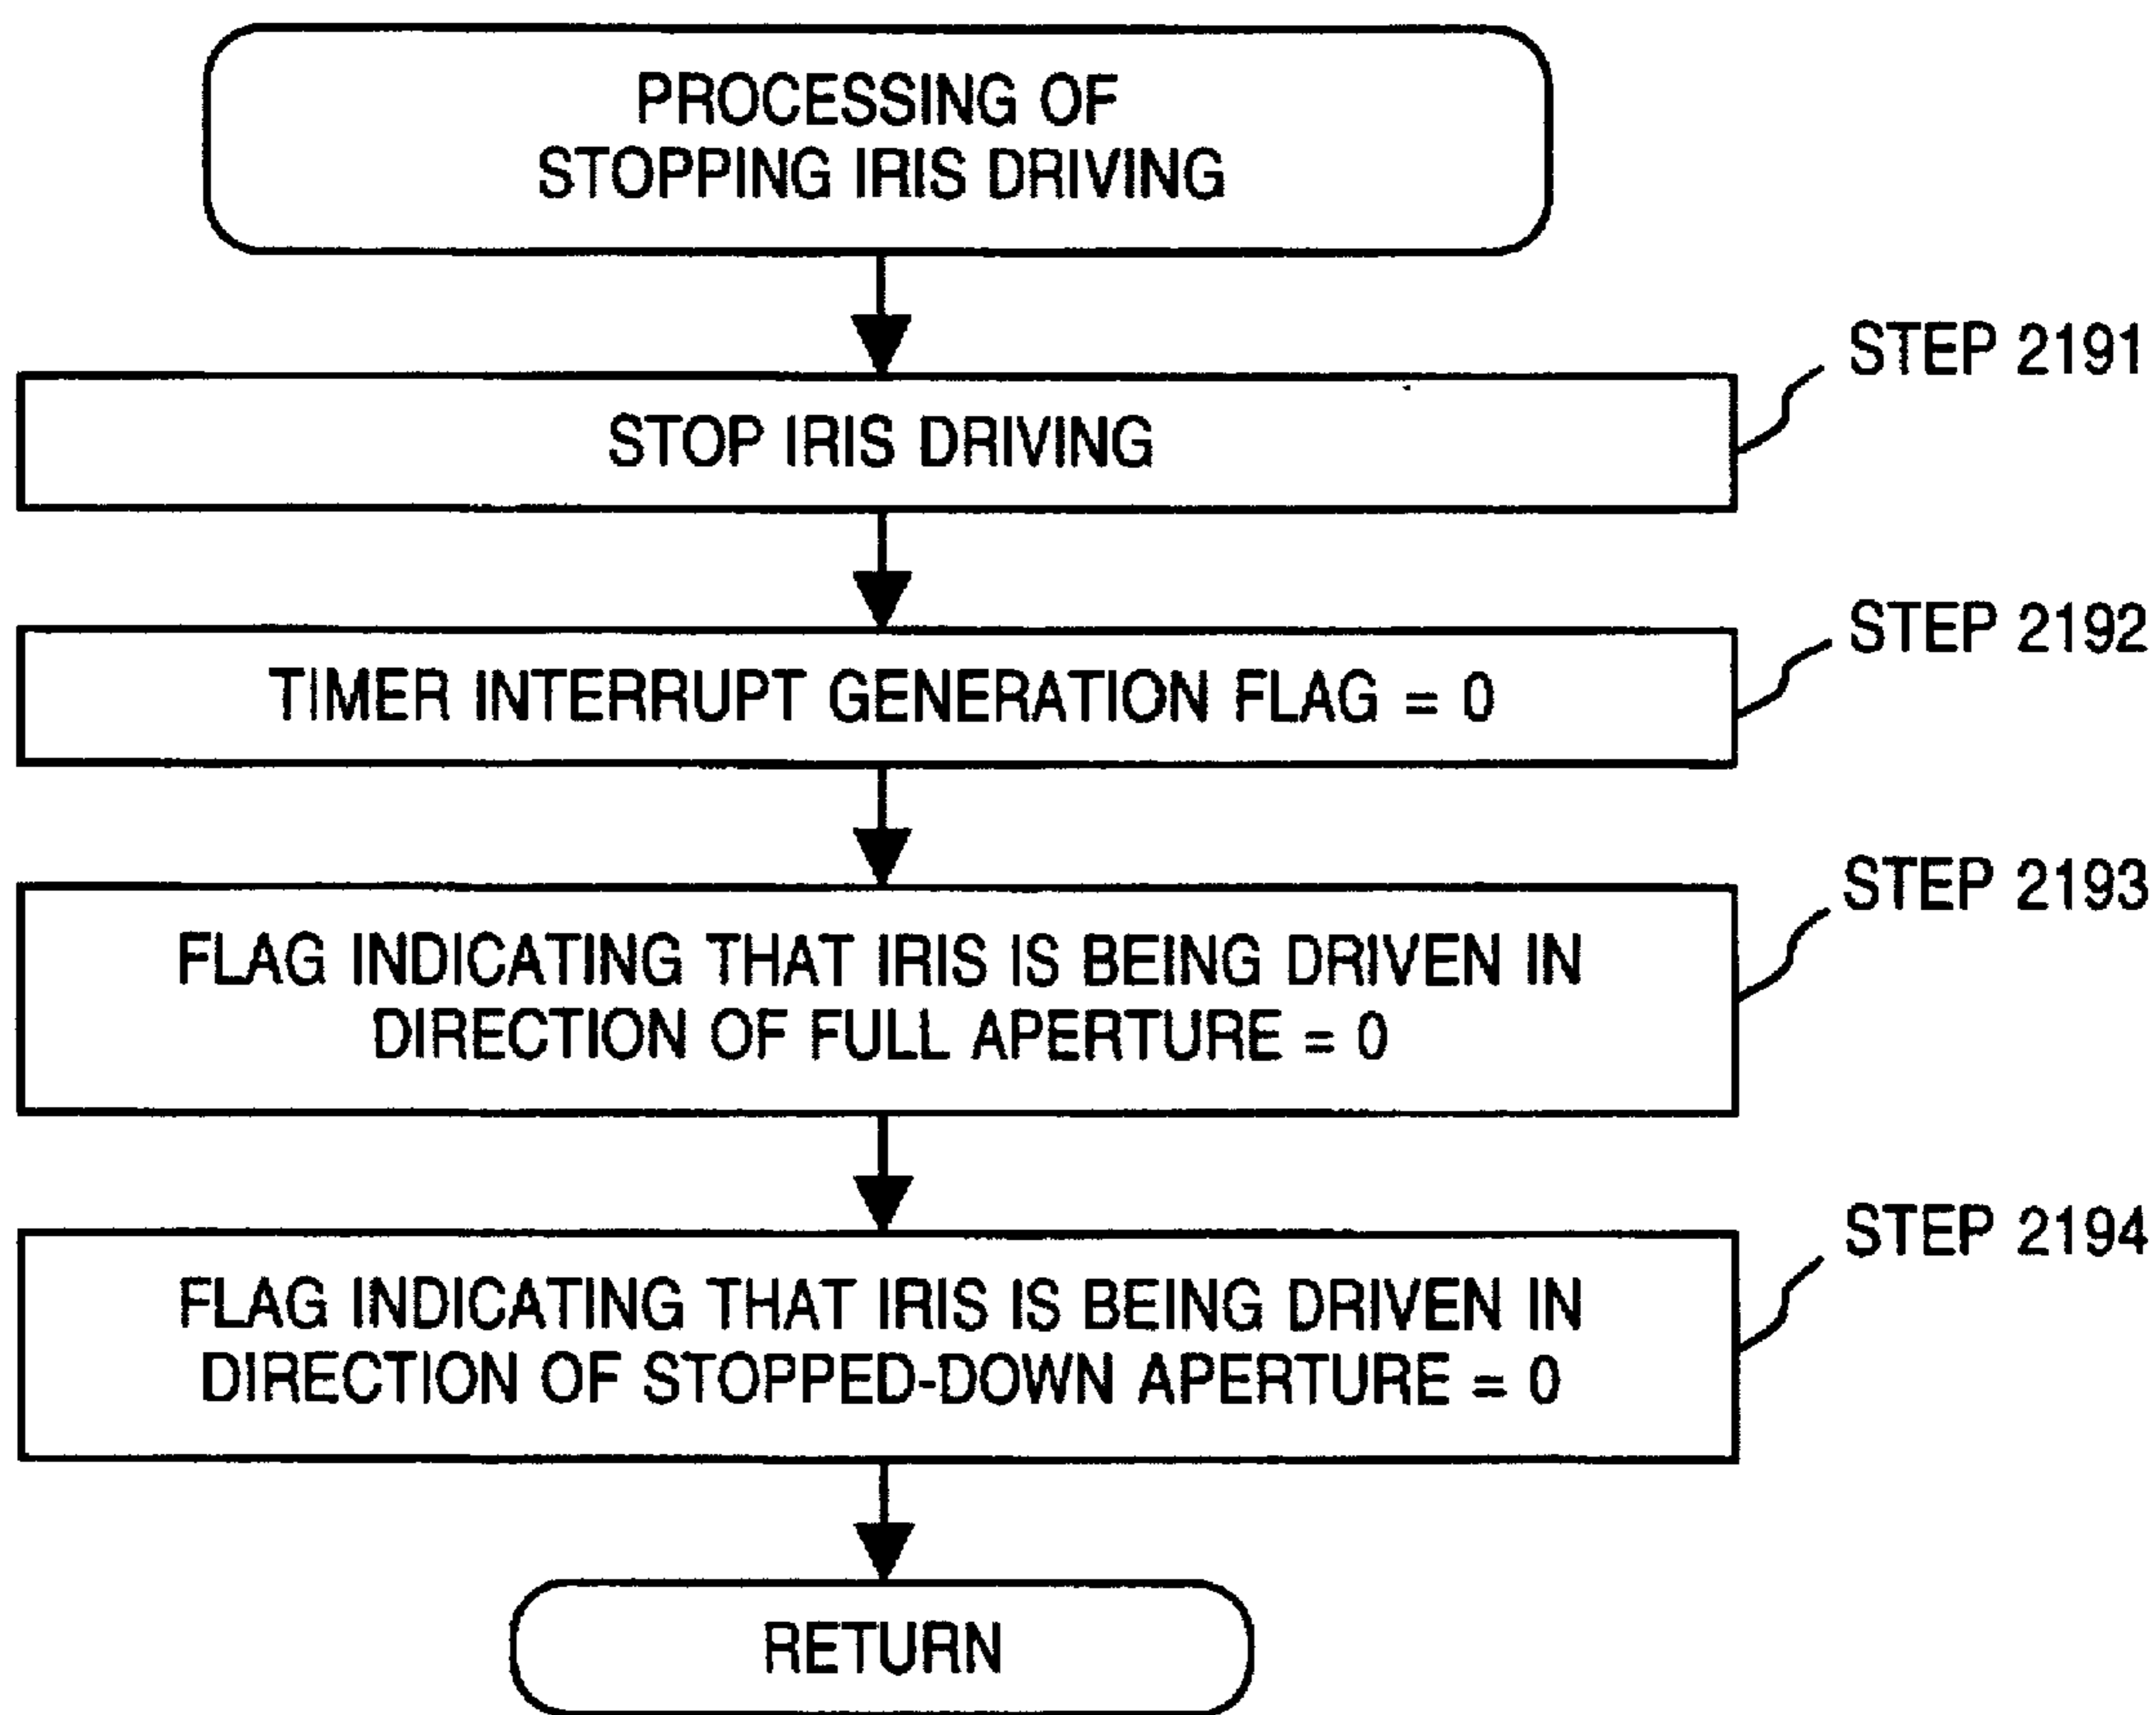 PROCESSING OF
STOPPING IRIS DRIVING
STEP 2191
STOP IRIS DRIVING
STEP 2192
TIMER INTERRUPT GENERATION FLAG = 0
STEP 2193
FLAG INDICATING THAT IRIS IS BEING DRIVEN IN
DIRECTION OF FULL APERTURE = 0
STEP 2194
FLAG INDICATING THAT IRIS IS BEING DRIVEN IN
DIRECTION OF STOPPED-DOWN APERTURE = 0
RETURN